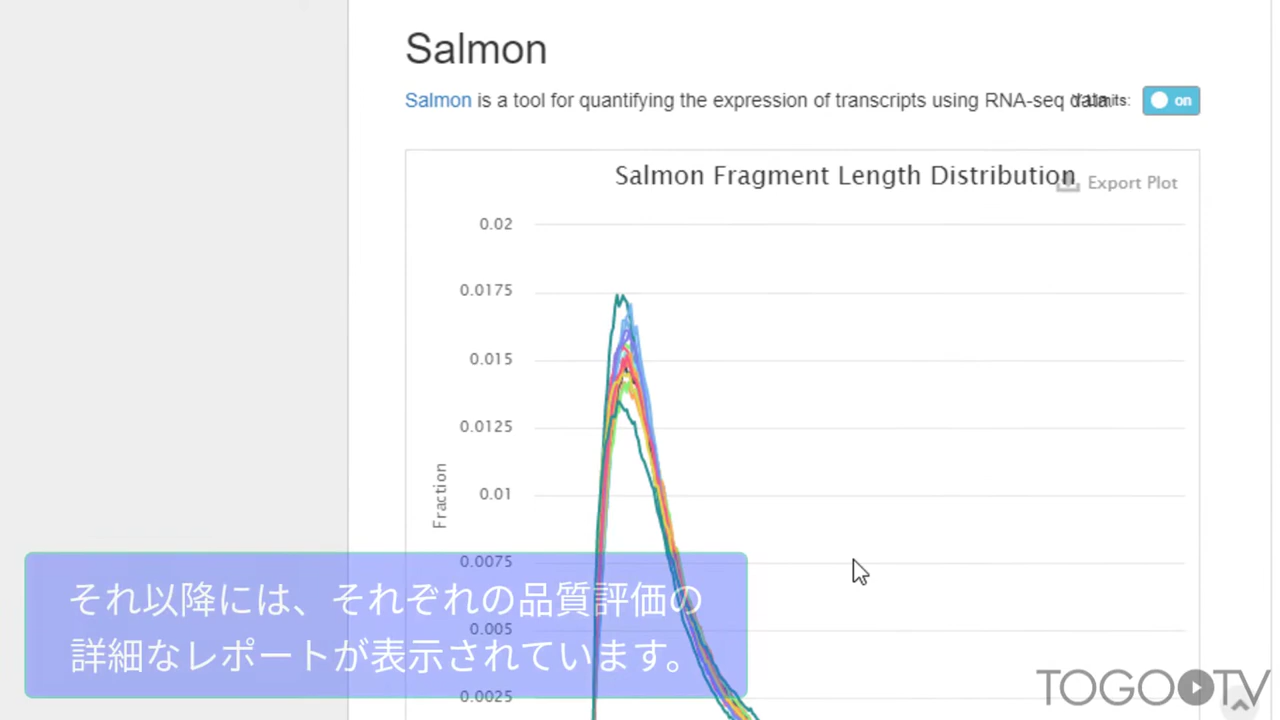 Salmon
Salmon is a tool for quantifying the expression of transcripts using RNA-seq data.
Y-Limits: on
Salmon Fragment Length Distribution
Export Plot
0.02
0.0175
0.015
0.0125
0.01
0.0075
0.005
0.0025
Fraction
それ以降には、それぞれの品質評価の
詳細なレポートが表示されています。
TOGOTV